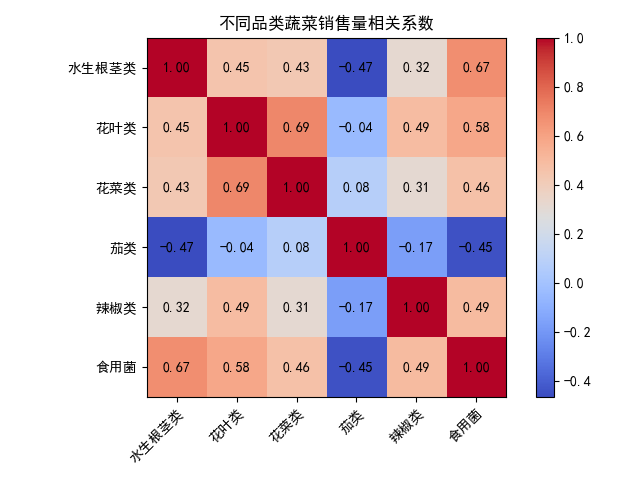 不同品类蔬菜销售量相关系数
水生根茎类 1.00 0.45 0.43 -0.47 0.32 0.67
花叶类 0.45 1.00 0.69 -0.04 0.49 0.58
花菜类 0.43 0.69 1.00 0.08 0.31 0.46
茄类 -0.47 -0.04 0.08 1.00 -0.17 -0.45
辣椒类 0.32 0.49 0.31 -0.17 1.00 0.49
食用菌 0.67 0.58 0.46 -0.45 0.49 1.00
水生根茎类 花叶类 花菜类 茄类 辣椒类 食用菌
1.0
0.8
0.6
0.4
0.2
0.0
-0.2
-0.4